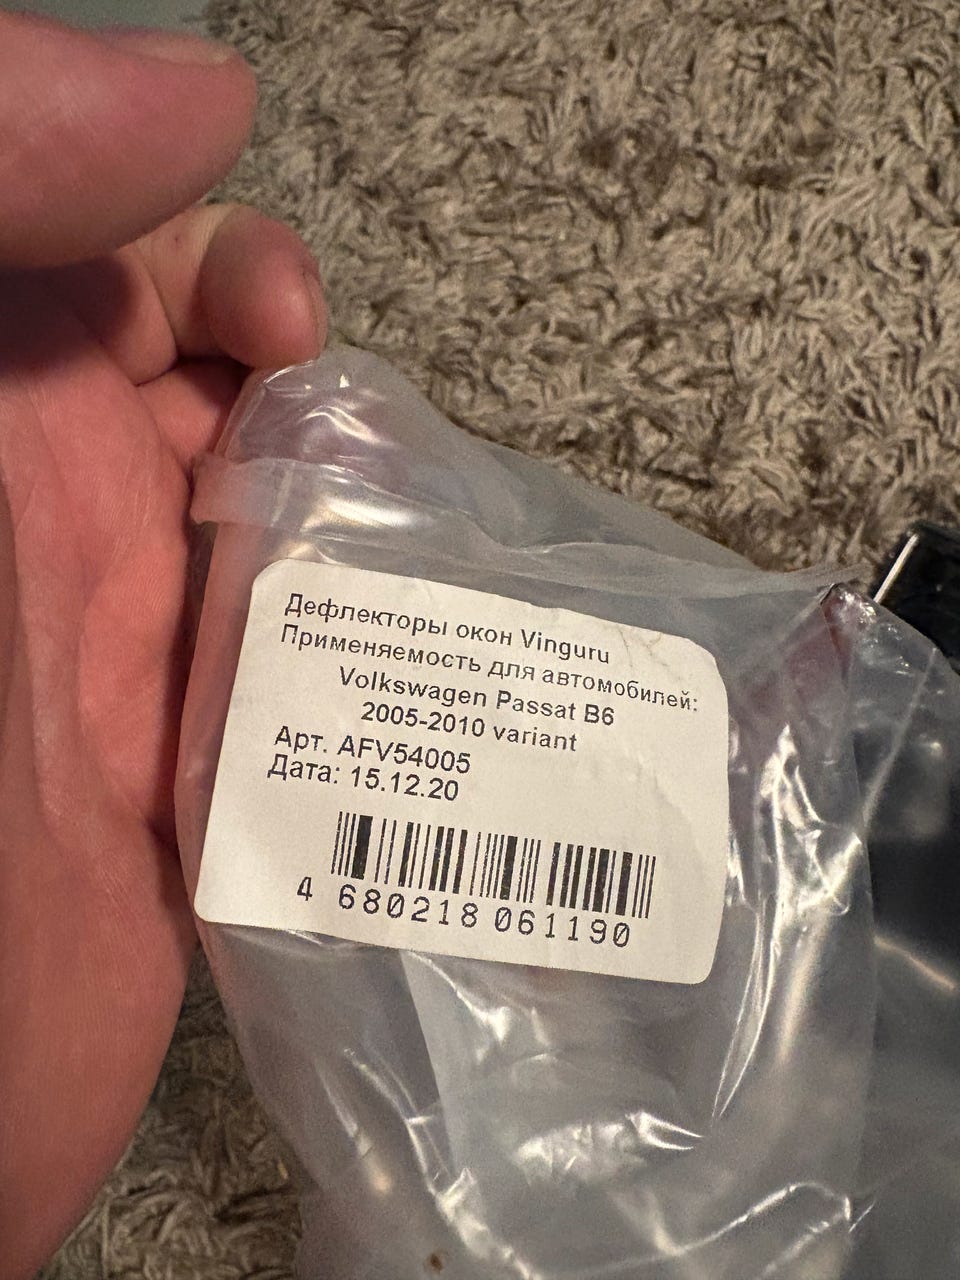 Дефлекторы окон Vinguru
Применяемость для автомобилей:
Volkswagen Passat B6
2005-2010 variant
Арт. AFV54005
Дата: 15.12.20
4 680218 061190